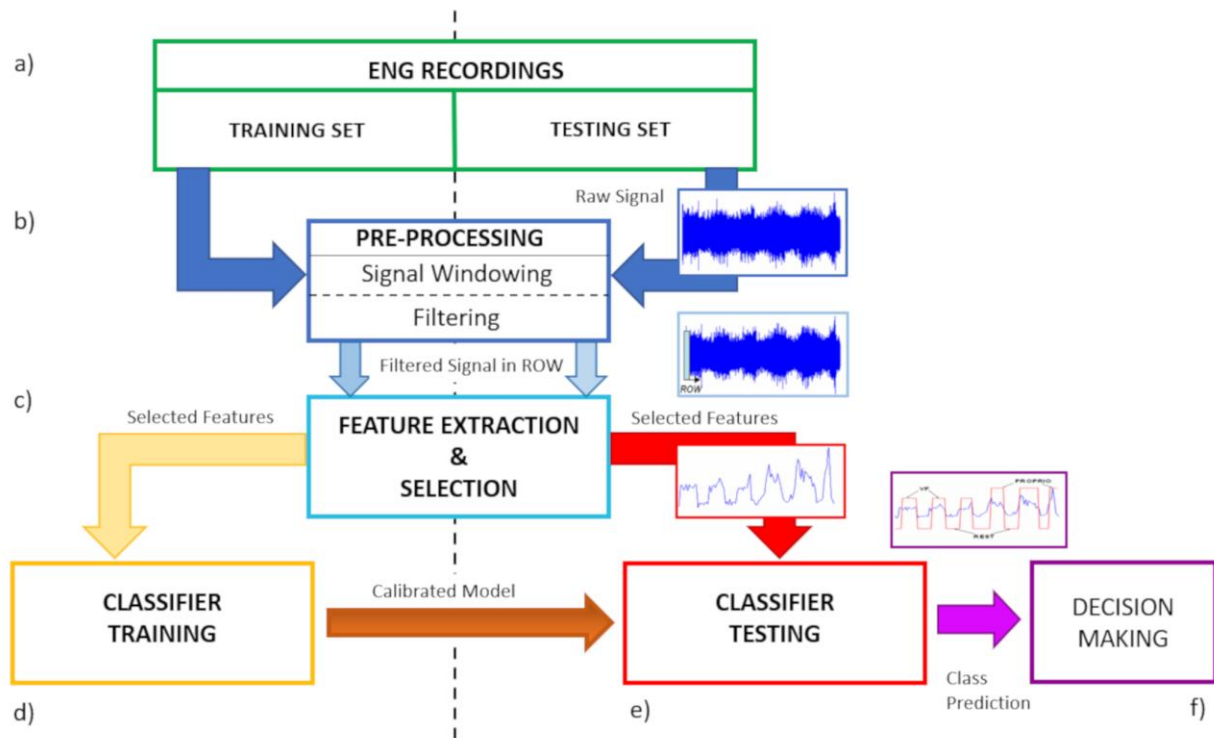 a)
ENG RECORDINGS
TRAINING SET
TESTING SET
Raw Signal
b)
PRE-PROCESSING
Signal Windowing
Filtering
Filtered Signal in ROW
ROW
c)
Selected Features
FEATURE EXTRACTION
&
SELECTION
Selected Features
VF
PROPRIO
REST
CLASSIFIER
TRAINING
Calibrated Model
CLASSIFIER
TESTING
DECISION
MAKING
Class
Prediction
d)
e)
f)